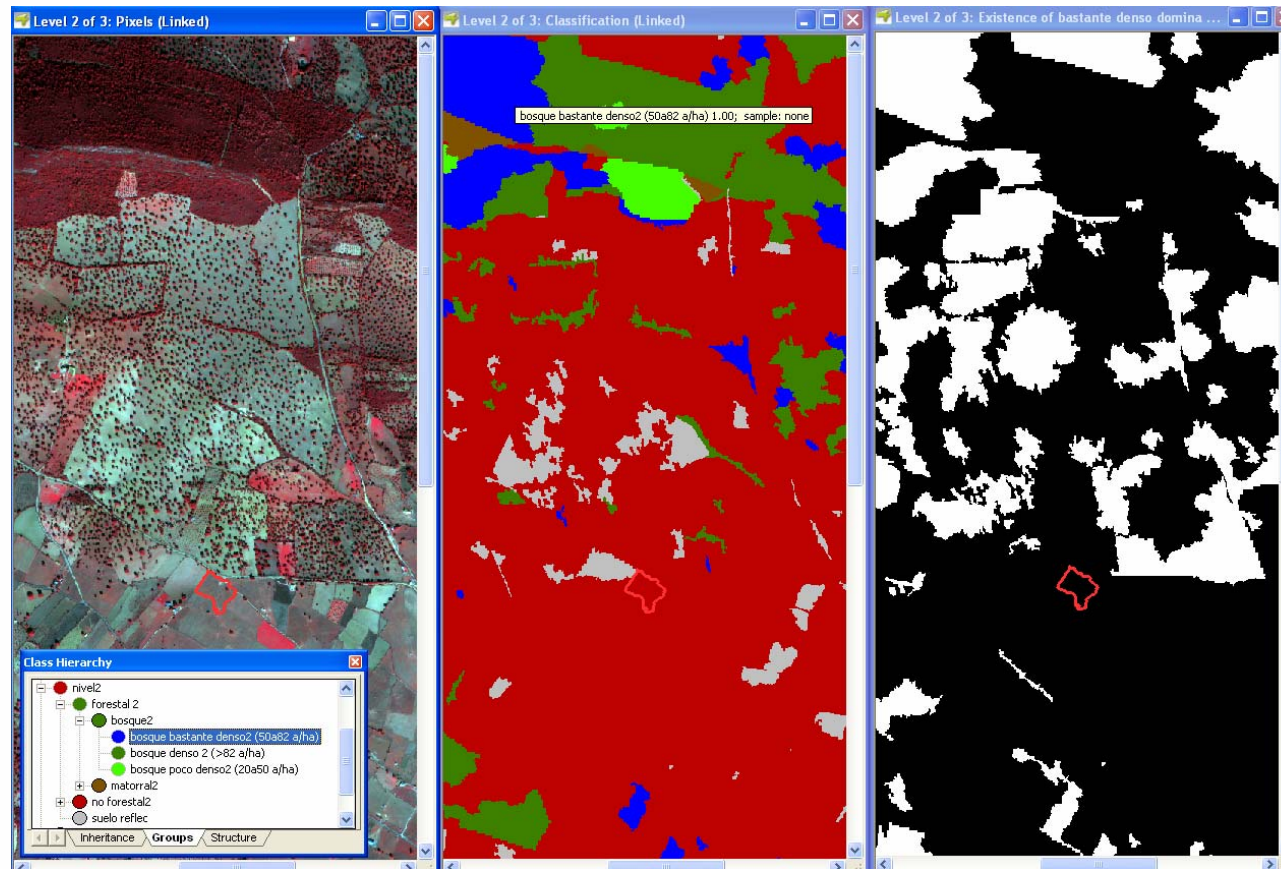 Level 2 of 3: Pixels (Linked)
Level 2 of 3: Classification (Linked)
Level 2 of 3: Existence of bastante denso domina ...
bosque bastante denso2 (50a82 a/ha) 1.00; sample: none
Class Hierarchy
nivel2
forestal 2
bosque2
bosque bastante denso2 (50a82 a/ha)
bosque denso 2 (>82 a/ha)
bosque poco denso2 (20a50 a/ha)
matorral2
no forestal2
suelo reflec
Inheritance Groups Structure